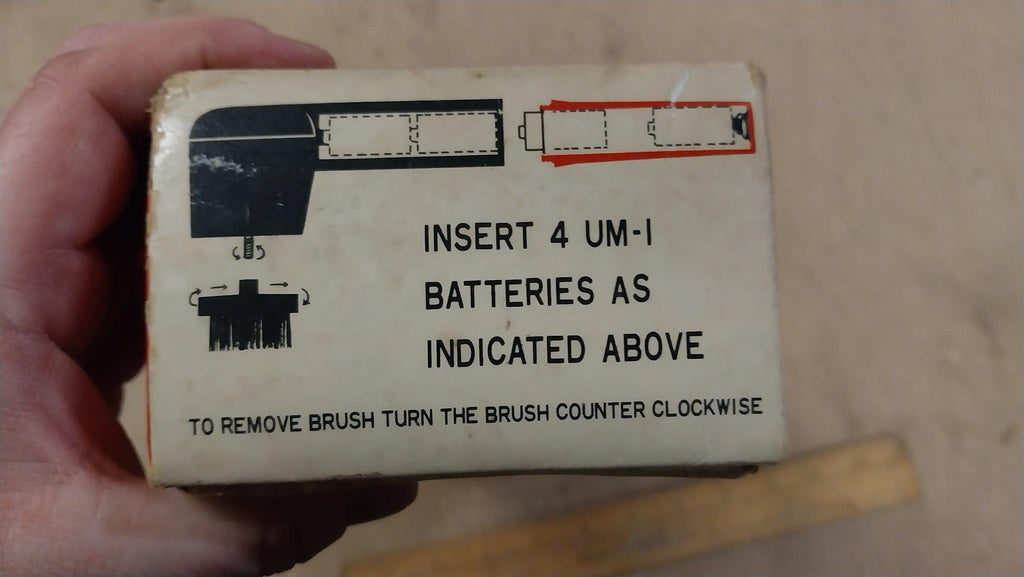 INSERT 4 UM-1
BATTERIES AS
INDICATED ABOVE
TO REMOVE BRUSH TURN THE BRUSH COUNTER CLOCKWISE